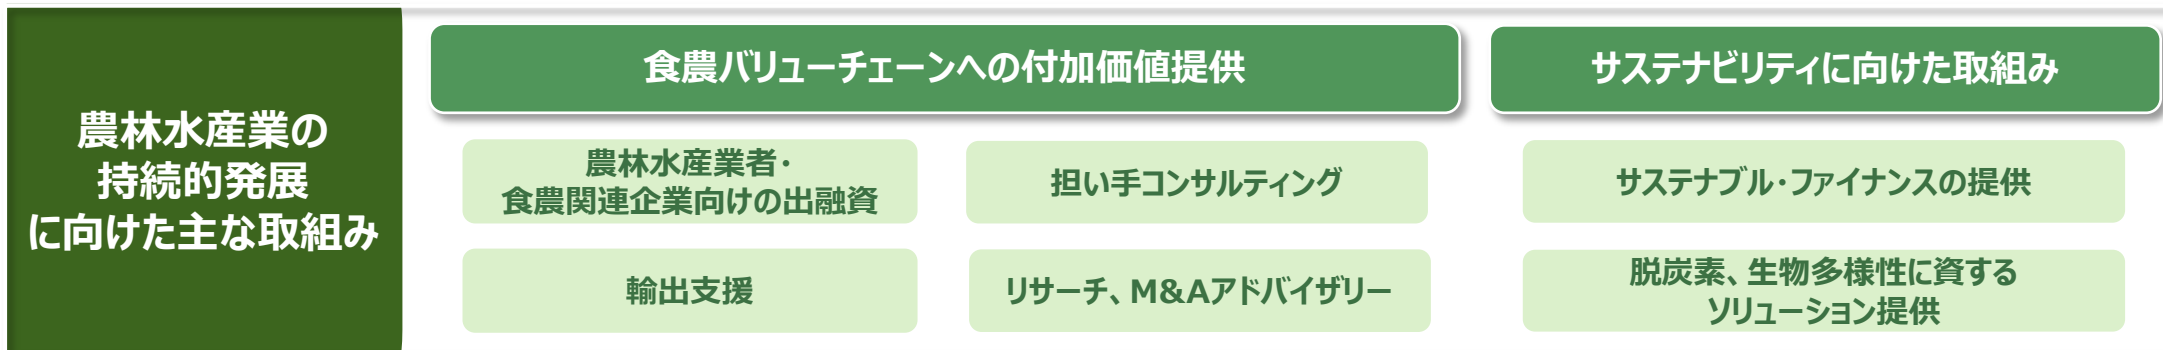 農林水産業の
持続的発展
に向けた主な取組み
食農バリューチェーンへの付加価値提供
農林水産業者・
食農関連企業向けの出融資
担い手コンサルティング
輸出支援
リサーチ、M&Aアドバイザリー
サステナビリティに向けた取組み
サステナブル・ファイナンスの提供
脱炭素、生物多様性に資する
ソリューション提供